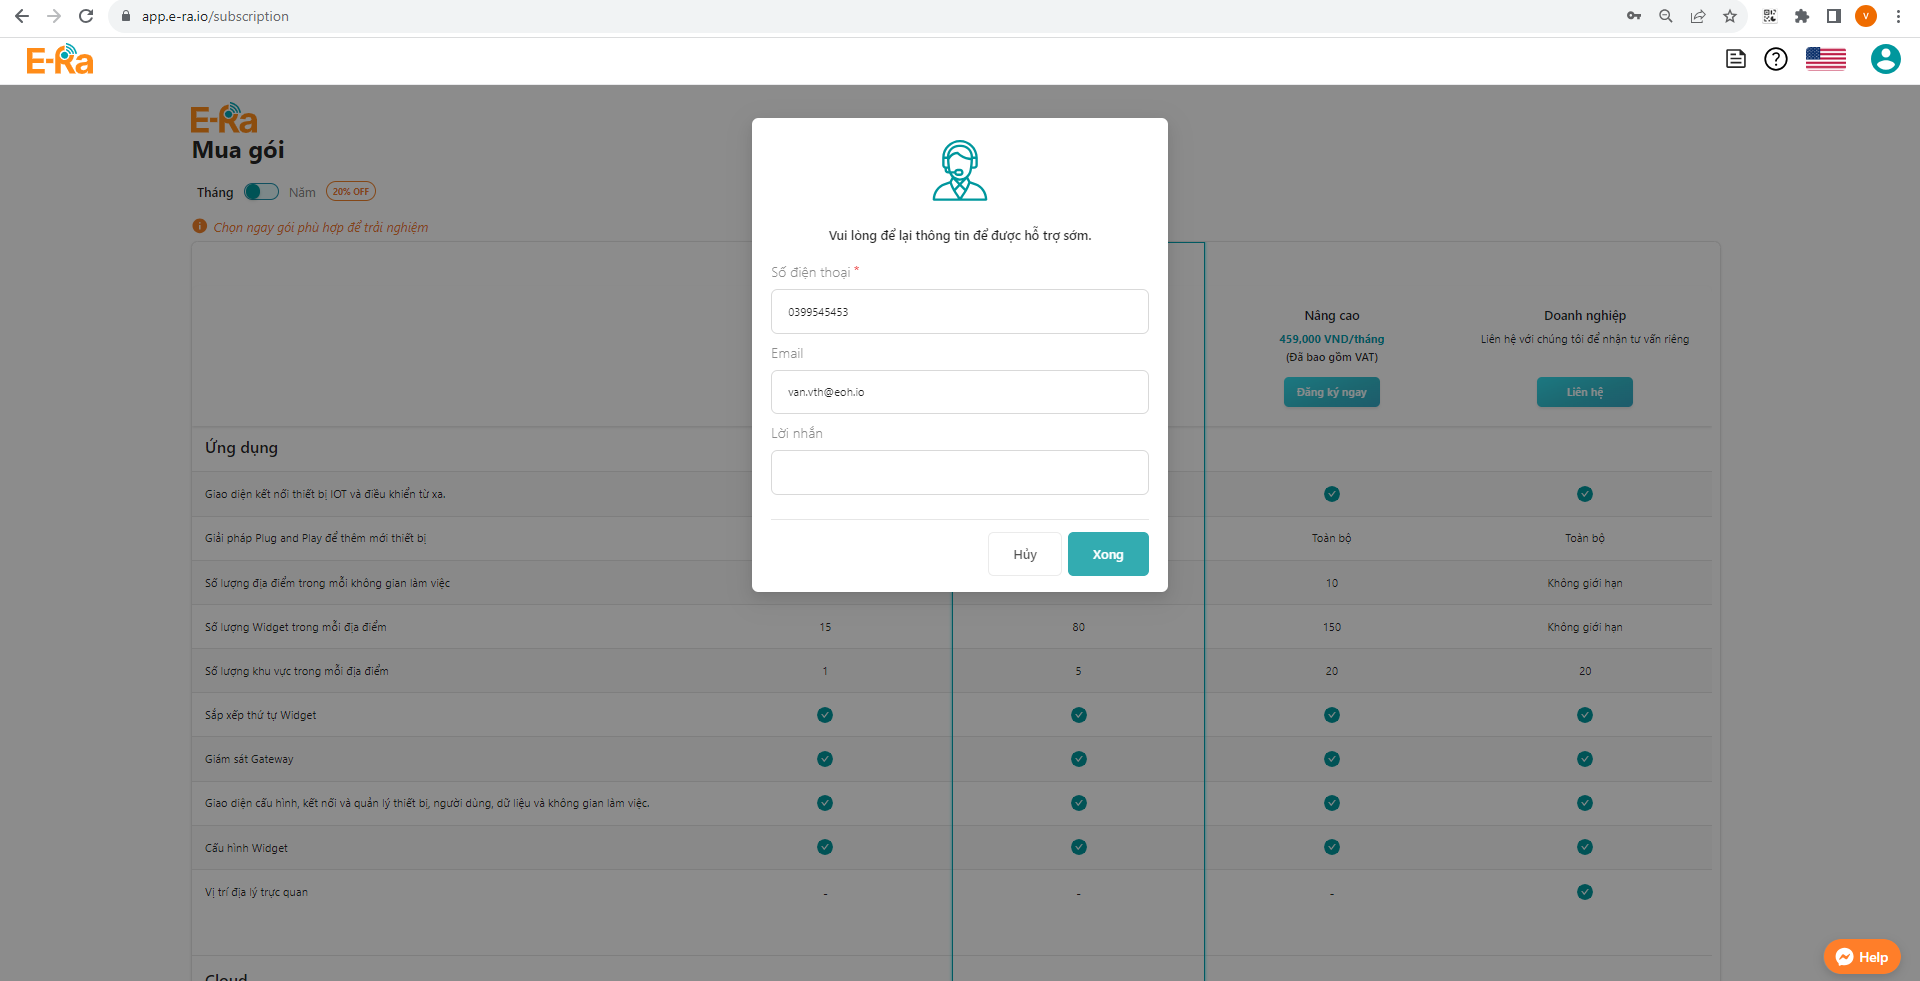 app.e-ra.io/subscription
V
E-Ra
E-Ra
Mua gói
Tháng Năm 20% OFF
Chọn ngay gói phù hợp để trải nghiệm
Vui lòng để lại thông tin để được hỗ trợ sớm.
Số điện thoại *
0399545453
Email
van.vth@eoh.io
Lời nhắn
Hủy Xong
Nâng cao
459,000 VND/tháng
(Đã bao gồm VAT)
Đăng ký ngay
Doanh nghiệp
Liên hệ với chúng tôi để nhận tư vấn riêng
Liên hệ
Ứng dụng
Giao diện kết nối thiết bị IOT và điều khiển từ xa.
Giải pháp Plug and Play để thêm mới thiết bị Toàn bộ Toàn bộ
Số lượng địa điểm trong mỗi không gian làm việc 10 Không giới hạn
Số lượng Widget trong mỗi địa điểm 15 80 150 Không giới hạn
Số lượng khu vực trong mỗi địa điểm 1 5 20 20
Sắp xếp thứ tự Widget
Giám sát Gateway
Giao diện cấu hình, kết nối và quản lý thiết bị, người dùng, dữ liệu và không gian làm việc.
Cấu hình Widget
Vị trí địa lý trực quan - - -
Cloud
Help